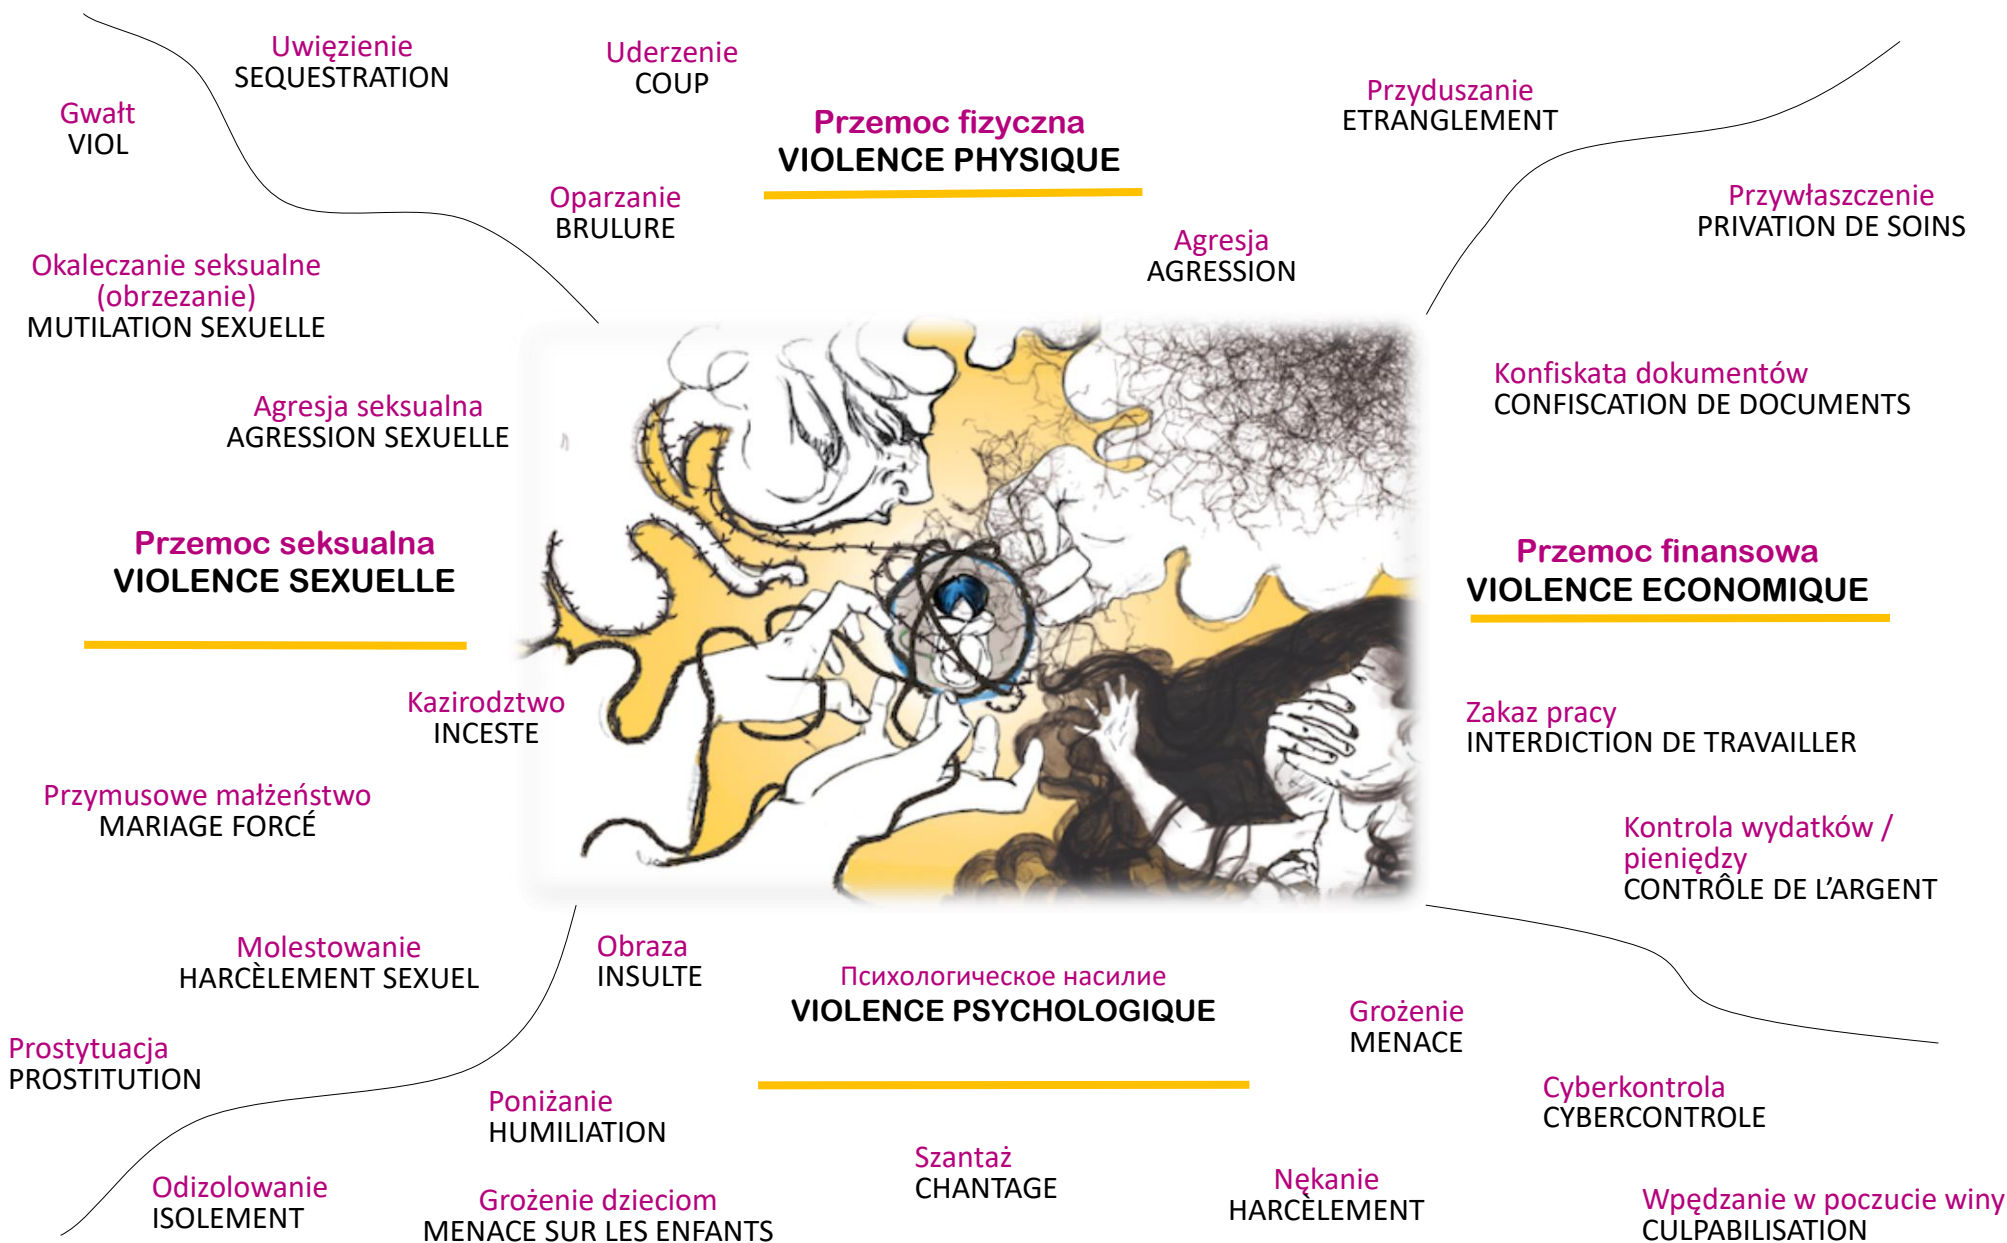 Uwięzienie
SEQUESTRATION
Uderzenie
COUP
Gwałt
VIOL
Przemoc fizyczna
VIOLENCE PHYSIQUE
Przyduszanie
ETRANGLEMENT
Oparzanie
BRULURE
Agresja
AGRESSION
Przywłaszczenie
PRIVATION DE SOINS
Okaleczanie seksualne
(obrzezanie)
MUTILATION SEXUELLE
Agresja seksualna
AGRESSION SEXUELLE
Konfiskata dokumentów
CONFISCATION DE DOCUMENTS
Przemoc seksualna
VIOLENCE SEXUELLE
Przemoc finansowa
VIOLENCE ECONOMIQUE
Kazirodztwo
INCESTE
Zakaz pracy
INTERDICTION DE TRAVAILLER
Przymusowe małżeństwo
MARIAGE FORCÉ
Kontrola wydatków /
pieniędzy
CONTRÔLE DE L’ARGENT
Molestowanie
HARCÈLEMENT SEXUEL
Obraza
INSULTE
Психологическое насилие
VIOLENCE PSYCHOLOGIQUE
Grożenie
MENACE
Prostytuacja
PROSTITUTION
Poniżanie
HUMILIATION
Cyberkontrola
CYBERCONTROLE
Szantaż
CHANTAGE
Odizolowanie
ISOLEMENT
Grożenie dzieciom
MENACE SUR LES ENFANTS
Nękanie
HARCÈLEMENT
Wpędzanie w poczucie winy
CULPABILISATION